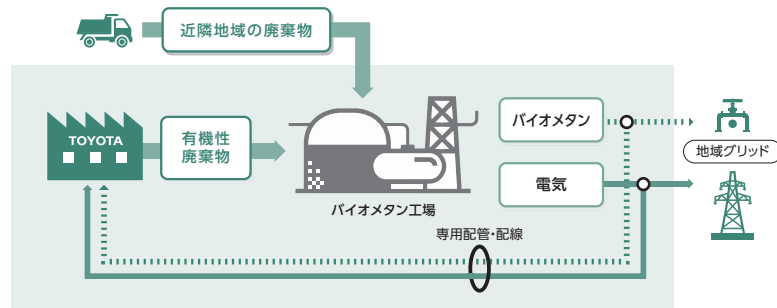 近隣地域の廃棄物
TOYOTA
有機性
廃棄物
バイオメタン工場
バイオメタン
電気
地域グリッド
専用配管・配線